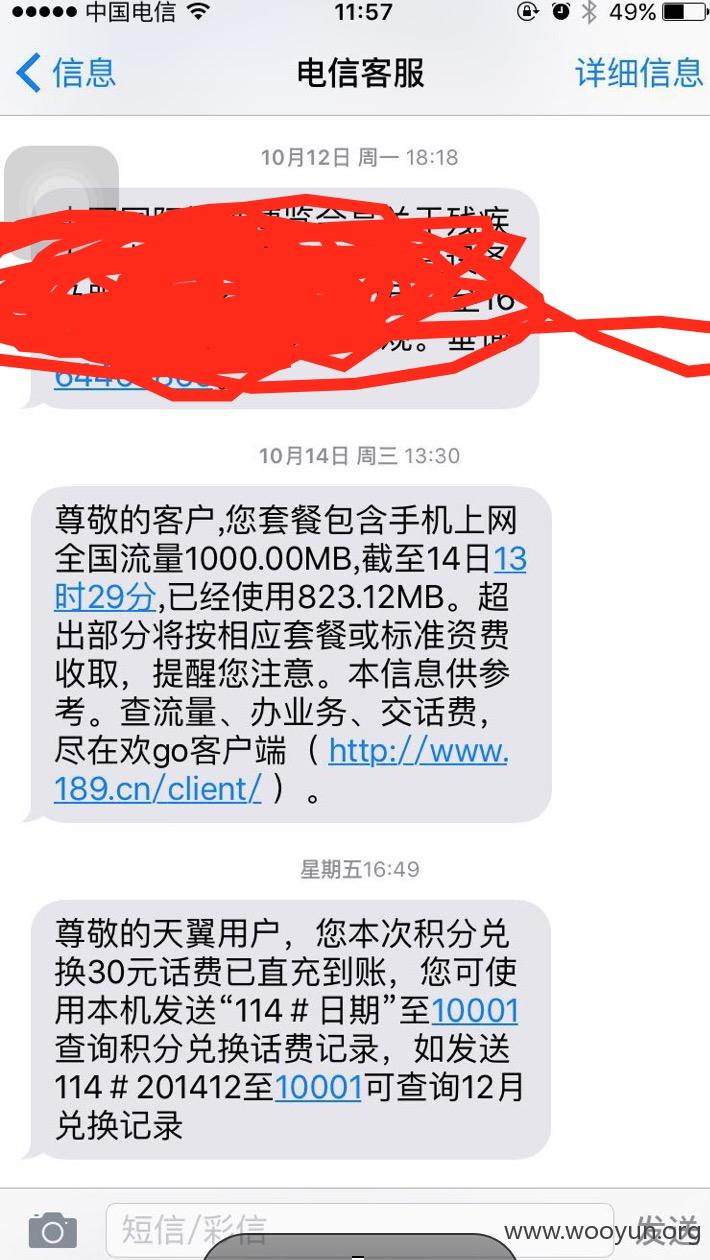 中国电信 11:57 49%
信息 电信客服 详细信息
10月12日 周一 18:18
残疾
至16
10月14日 周三 13:30
尊敬的客户,您套餐包含手机上网
全国流量1000.00MB,截至14日13
时29分,已经使用823.12MB。超
出部分将按相应套餐或标准资费
收取，提醒您注意。本信息供参
考。查流量、办业务、交话费，
尽在欢go客户端（http://www.
189.cn/client/）。
星期五16:49
尊敬的天翼用户，您本次积分兑
换30元话费已直充到账，您可使
用本机发送“114＃日期”至10001
查询积分兑换话费记录，如发送
114＃201412至10001可查询12月
兑换记录
短信/彩信 发送
www.wooyun.org